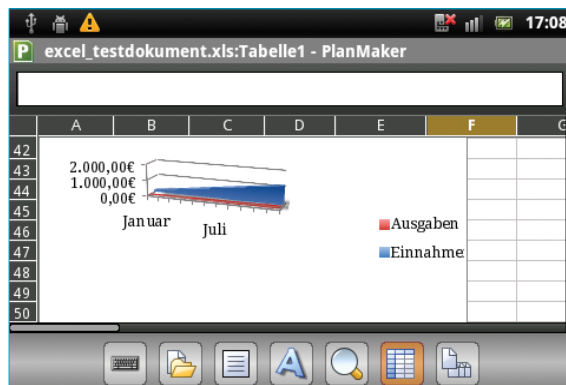 17:08
P excel_testdokument.xls:Tabelle1 - PlanMaker
A B C D E F G
42
43
44
45
46
47
48
49
50
2.000,00€
1.000,00€
0,00€
Januar
Juli
Ausgaben
Einnahme
A